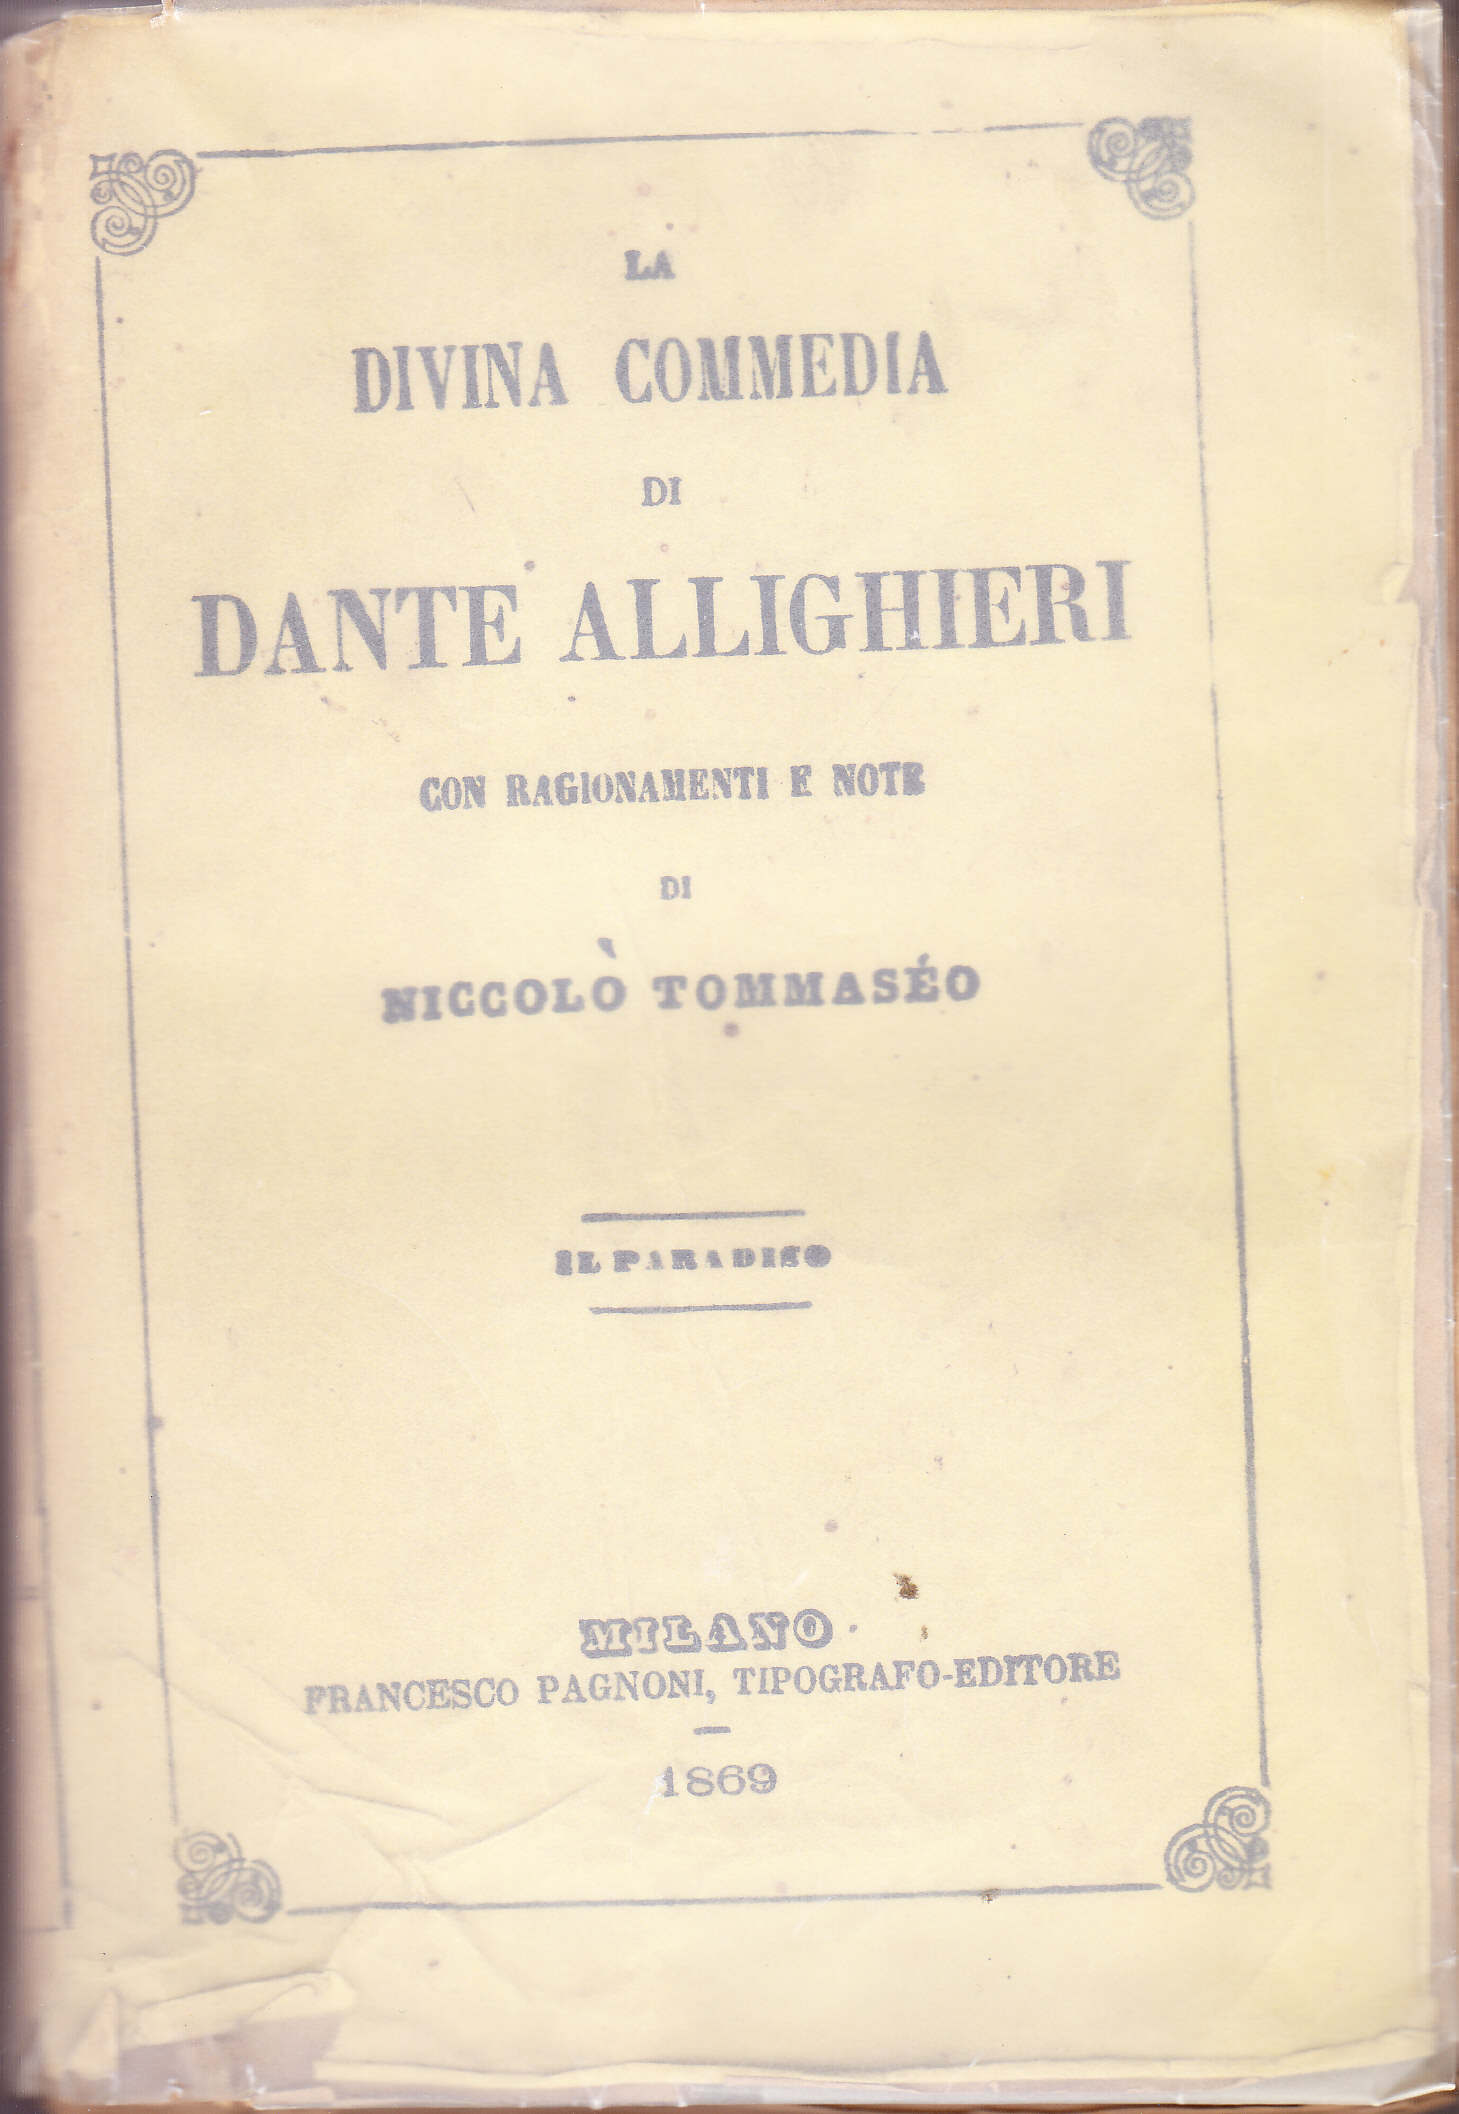 LA
DIVINA COMMEDIA
DI
DANTE ALLIGHIERI
CON RAGIONAMENTI E NOTE
DI
NICCOLÒ TOMMASÉO
IL PARADISO
MILANO
FRANCESCO PAGNONI, TIPOGRAFO-EDITORE
1869